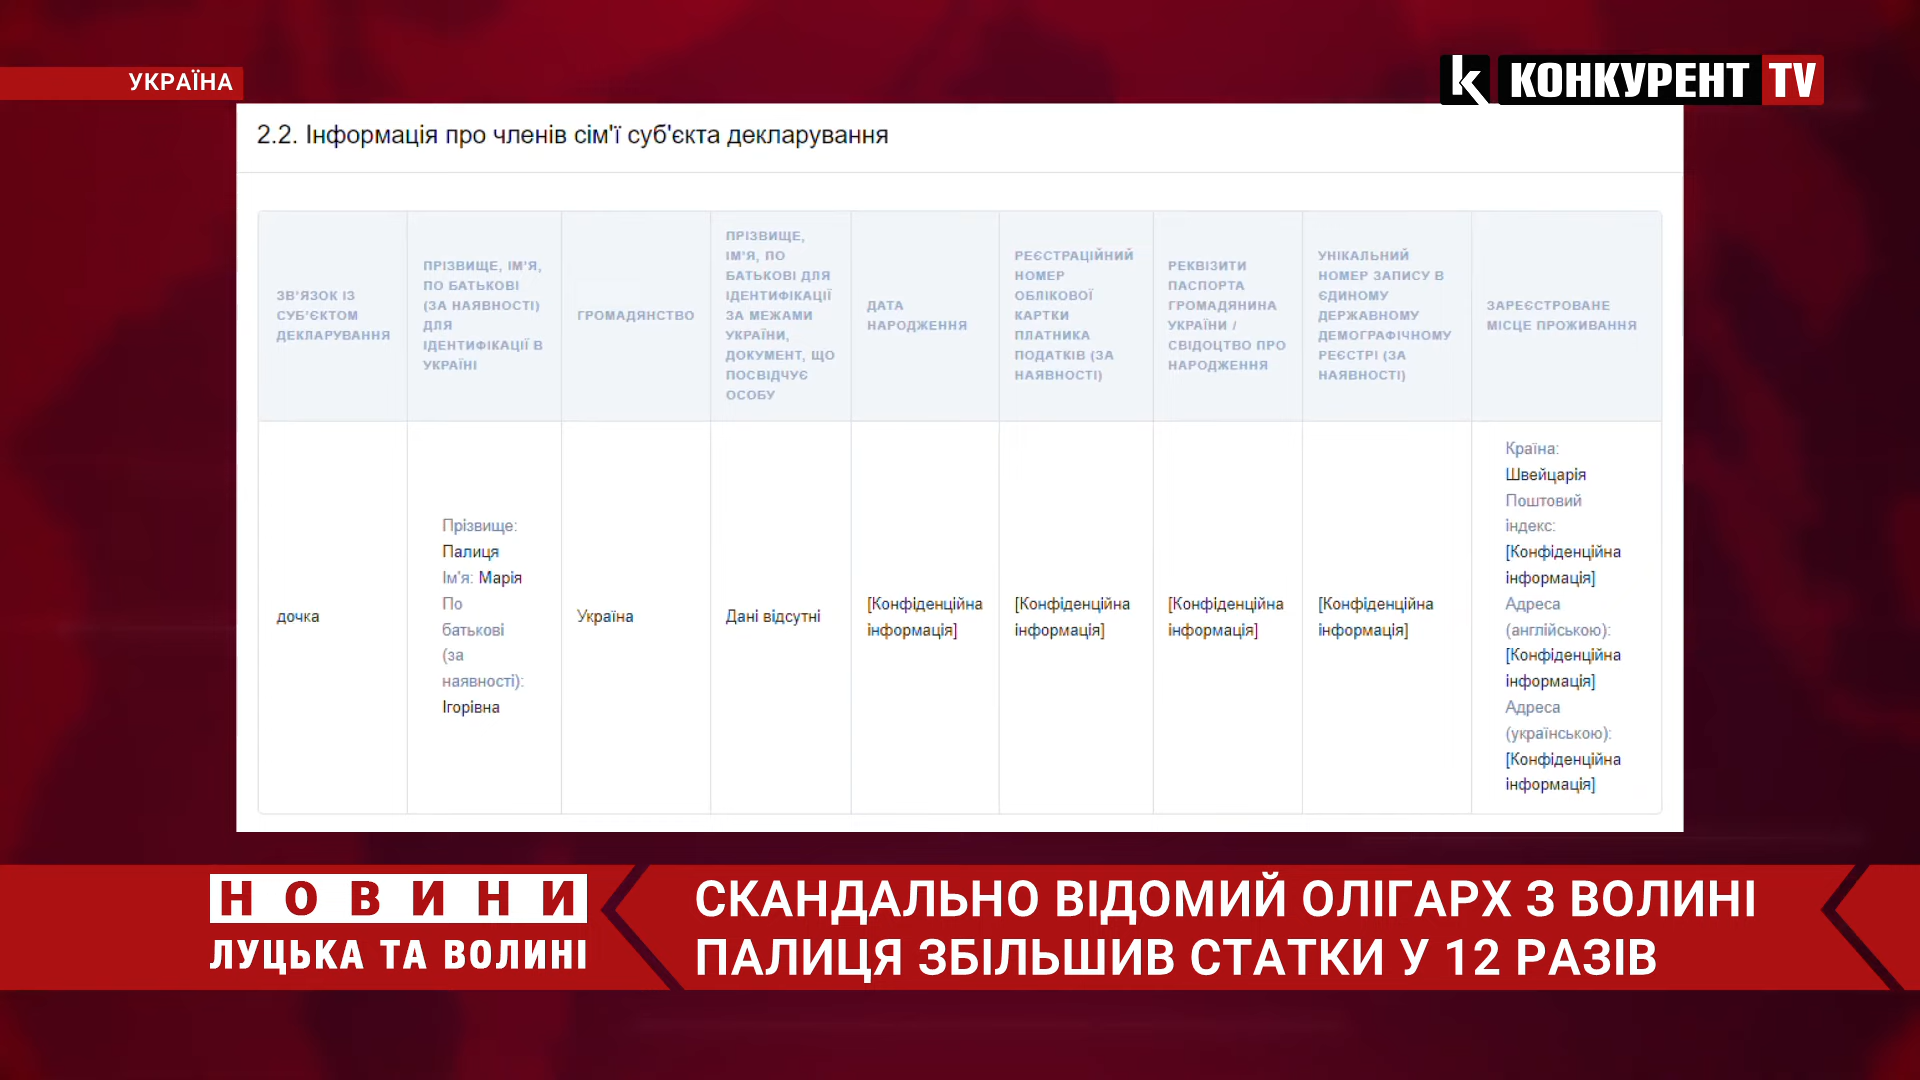 УКРАЇНА
k КОНКУРЕНТ TV
2.2. Інформація про членів сім'ї суб'єкта декларування
ЗВ'ЯЗОК ІЗ
СУБ'ЄКТОМ
ДЕКЛАРУВАННЯ
ПРІЗВИЩЕ, ІМ'Я,
ПО БАТЬКОВІ
(ЗА НАЯВНОСТІ)
ДЛЯ
ІДЕНТИФІКАЦІЇ В
УКРАЇНІ
ГРОМАДЯНСТВО
ПРІЗВИЩЕ,
ІМ'Я, ПО
БАТЬКОВІ ДЛЯ
ІДЕНТИФІКАЦІЇ
ЗА МЕЖАМИ
УКРАЇНИ,
ДОКУМЕНТ, ЩО
ПОСВІДЧУЄ
ОСОБУ
ДАТА
НАРОДЖЕННЯ
РЕЄСТРАЦІЙНИЙ
НОМЕР
ОБЛІКОВОЇ
КАРТКИ
ПЛАТНИКА
ПОДАТКІВ (ЗА
НАЯВНОСТІ)
РЕКВІЗИТИ
ПАСПОРТА
ГРОМАДЯНИНА
УКРАЇНИ /
СВІДОЦТВО ПРО
НАРОДЖЕННЯ
УНІКАЛЬНИЙ
НОМЕР ЗАПИСУ В
ЄДИНОМУ
ДЕРЖАВНОМУ
ДЕМОГРАФІЧНОМУ
РЕЄСТРІ (ЗА
НАЯВНОСТІ)
ЗАРЕЄСТРОВАНЕ
МІСЦЕ ПРОЖИВАННЯ
дочка
Прізвище:
Палиця
Ім'я: Марія
По
батькові
(за
наявності):
Ігорівна
Україна
Дані відсутні
[Конфіденційна
інформація]
[Конфіденційна
інформація]
[Конфіденційна
інформація]
[Конфіденційна
інформація]
Країна:
Швейцарія
Поштовий
індекс:
[Конфіденційна
інформація]
Адреса
(англійською):
[Конфіденційна
інформація]
Адреса
(українською):
[Конфіденційна
інформація]
НОВИНИ
ЛУЦЬКА ТА ВОЛИНІ
СКАНДАЛЬНО ВІДОМИЙ ОЛІГАРХ З ВОЛИНІ
ПАЛИЦЯ ЗБІЛЬШИВ СТАТКИ У 12 РАЗІВ